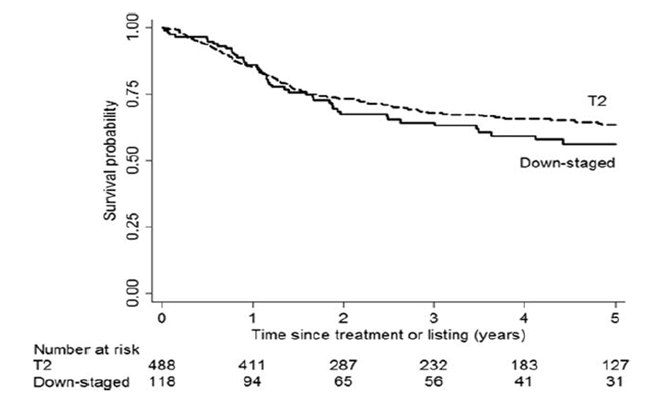 1.00
0.75
0.50
0.25
0.00
Survival probability
T2
Down-staged
0 1 2 3 4 5
Time since treatment or listing (years)
Number at risk
T2 488 411 287 232 183 127
Down-staged 118 94 65 56 41 31